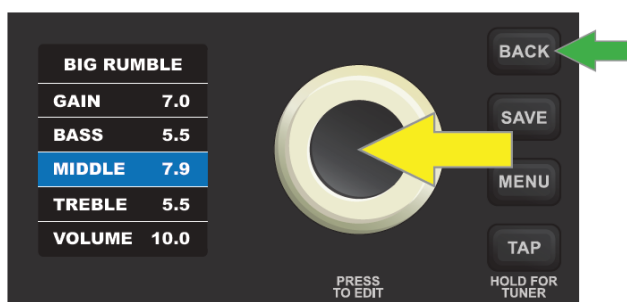 BIG RUMBLE
GAIN 7.0
BASS 5.5
MIDDLE 7.9
TREBLE 5.5
VOLUME 10.0
PRESS
TO EDIT
BACK
SAVE
MENU
TAP
HOLD FOR
TUNER